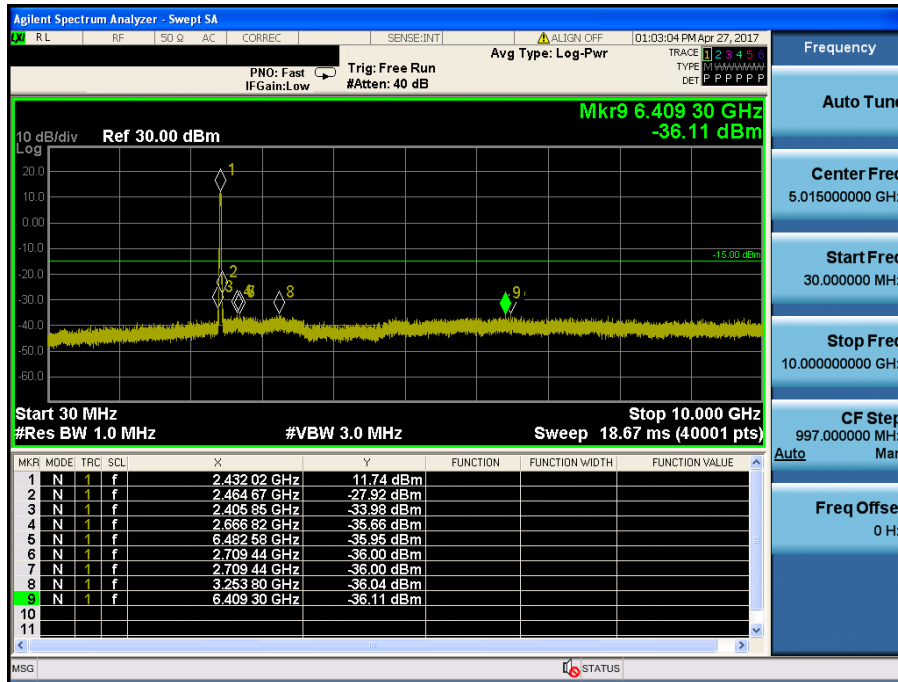 Agilent Spectrum Analyzer - Swept SA
LXI RL RF 50 Ω AC CORREC SENSE:INT ALIGN OFF 01:03:04 PM Apr 27, 2017
Frequency
Avg Type: Log-Pwr
TRACE 1 2 3 4 5 6
PNO: Fast Trig: Free Run
TYPE M
IFGain:Low #Atten: 40 dB
DET P P P P P P
Auto Tune
Mkr9 6.409 30 GHz
-36.11 dBm
10 dB/div Ref 30.00 dBm
Log
20.0
10.0
0.00
-10.0
-20.0
-30.0
-40.0
-50.0
-60.0
1
2
3
8
9
-15.00 dBm
Center Freq
5.015000000 GHz
Start Freq
30.000000 MHz
Stop Freq
10.000000000 GHz
Start 30 MHz Stop 10.000 GHz
#Res BW 1.0 MHz #VBW 3.0 MHz Sweep 18.67 ms (40001 pts)
CF Step
997.000000 MHz
Auto Man
MKR MODE TRC SCL X Y FUNCTION FUNCTION WIDTH FUNCTION VALUE
1 N 1 f 2.432 02 GHz 11.74 dBm
2 N 1 f 2.464 67 GHz -27.92 dBm
3 N 1 f 2.405 85 GHz -33.98 dBm
4 N 1 f 2.666 82 GHz -35.66 dBm
5 N 1 f 6.482 58 GHz -35.95 dBm
6 N 1 f 2.709 44 GHz -36.00 dBm
7 N 1 f 2.709 44 GHz -36.00 dBm
8 N 1 f 3.253 80 GHz -36.04 dBm
9 N 1 f 6.409 30 GHz -36.11 dBm
10
11
Freq Offset
0 Hz
MSG STATUS